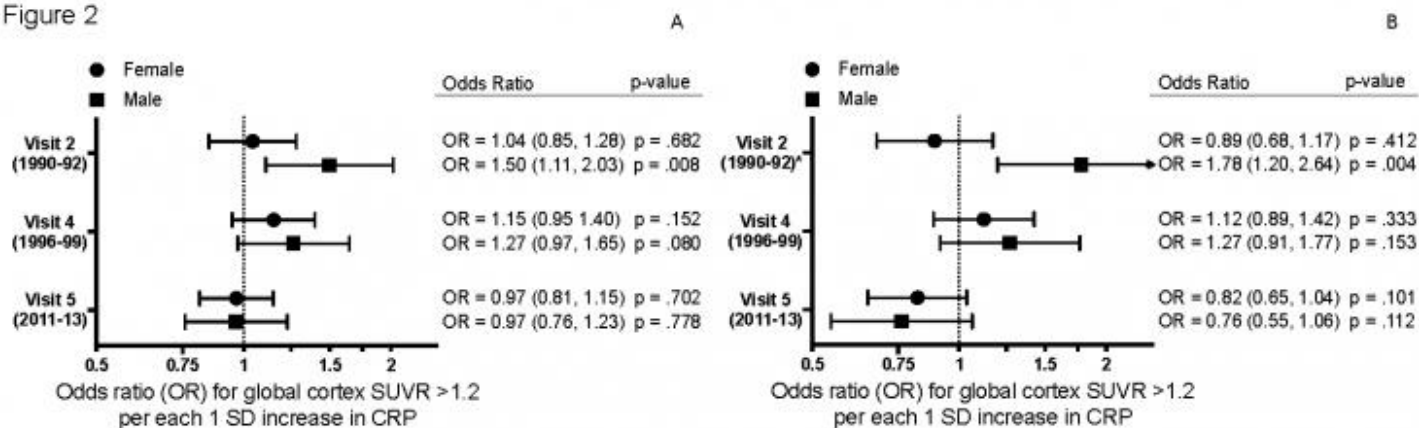 Figure 2
A
Female
Male
Odds Ratio p-value
Visit 2
(1990-92)
OR = 1.04 (0.85, 1.28) p = .682
OR = 1.50 (1.11, 2.03) p = .008
Visit 4
(1996-99)
OR = 1.15 (0.95 1.40) p = .152
OR = 1.27 (0.97, 1.65) p = .080
Visit 5
(2011-13)
OR = 0.97 (0.81, 1.15) p = .702
OR = 0.97 (0.76, 1.23) p = .778
0.5 0.75 1 1.5 2
Odds ratio (OR) for global cortex SUVR >1.2
per each 1 SD increase in CRP
B
Female
Male
Odds Ratio p-value
Visit 2
(1990-92)^
OR = 0.89 (0.68, 1.17) p = .412
OR = 1.78 (1.20, 2.64) p = .004
Visit 4
(1996-99)
OR = 1.12 (0.89, 1.42) p = .333
OR = 1.27 (0.91, 1.77) p = .153
Visit 5
(2011-13)
OR = 0.82 (0.65, 1.04) p = .101
OR = 0.76 (0.55, 1.06) p = .112
0.5 0.75 1 1.5 2
Odds ratio (OR) for global cortex SUVR >1.2
per each 1 SD increase in CRP